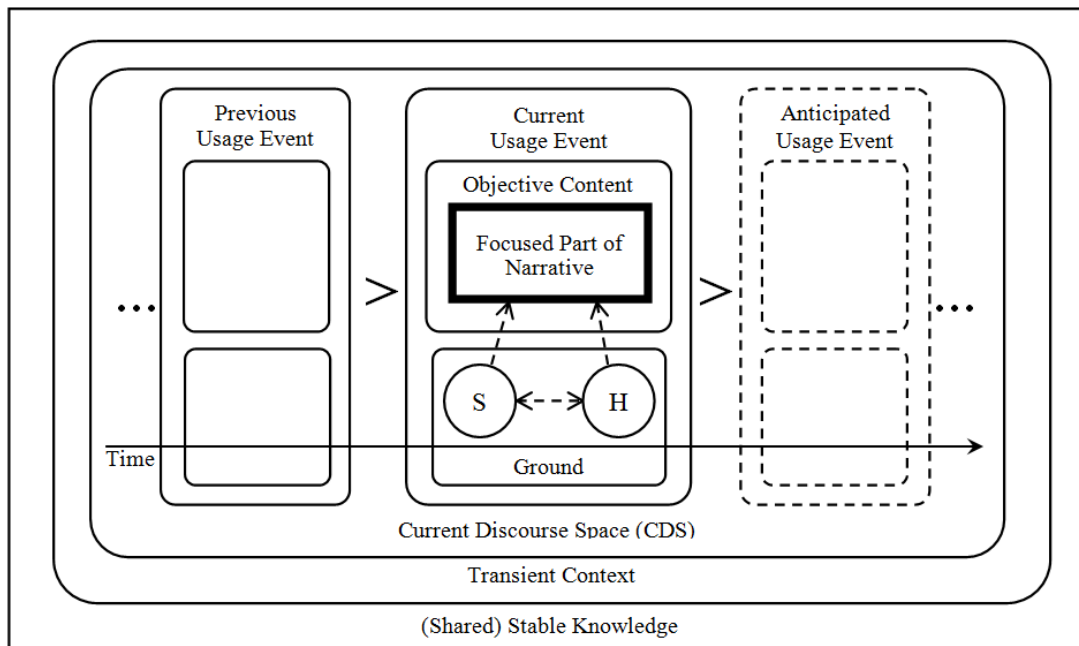 Previous
Usage Event
Current
Usage Event
Anticipated
Usage Event
Objective Content
Focused Part of
Narrative
...
>
>
...
S
H
Time
Ground
Current Discourse Space (CDS)
Transient Context
(Shared) Stable Knowledge